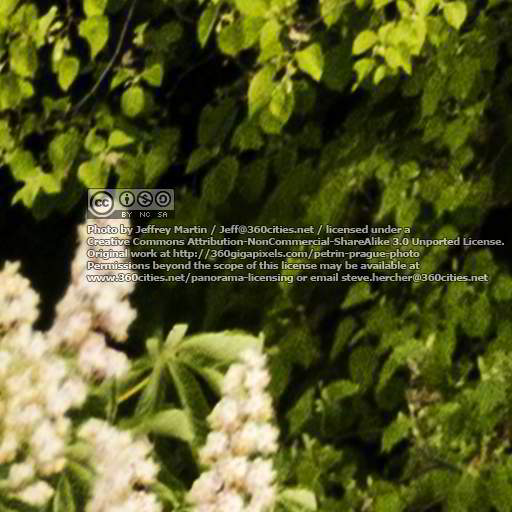 cc BY NC SA
Photo by Jeffrey Martin / Jeff@360cities.net / licensed under a
Creative Commons Attribution-NonCommercial-ShareAlike 3.0 Unported License.
Original work at http://360gigapixels.com/petrin-prague-photo
Permissions beyond the scope of this license may be available at
www.360cities.net/panorama-licensing or email steve.hercher@360cities.net